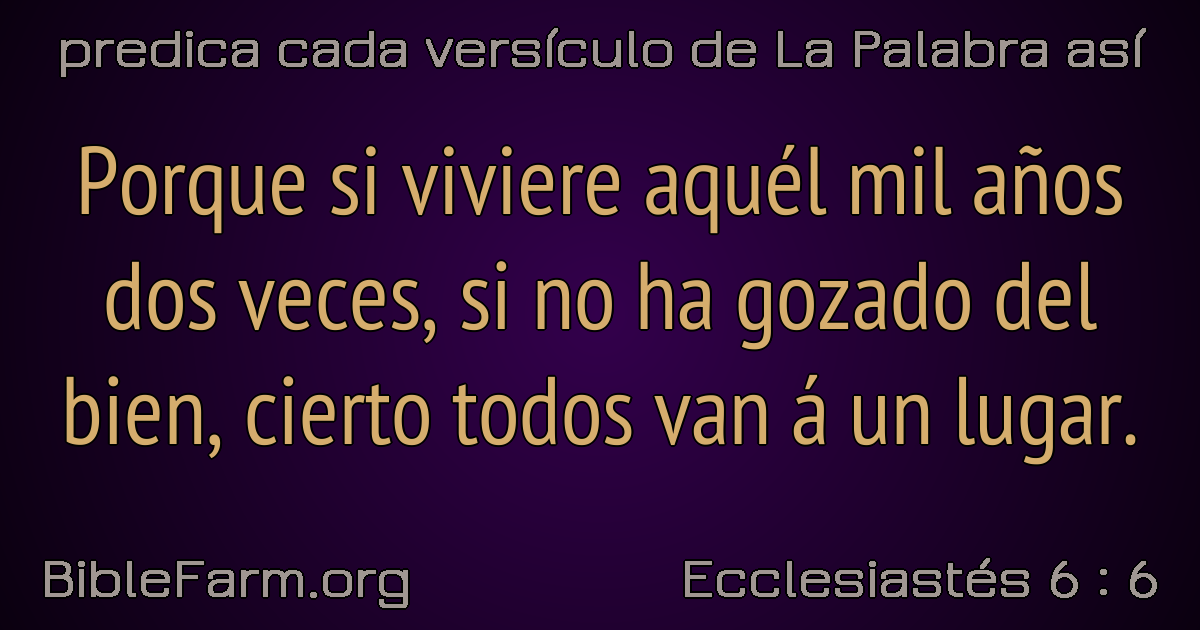 predica cada versículo de La Palabra así
Porque si viviere aquél mil años
dos veces, si no ha gozado del
bien, cierto todos van á un lugar.
BibleFarm.org
Ecclesiastés 6 : 6